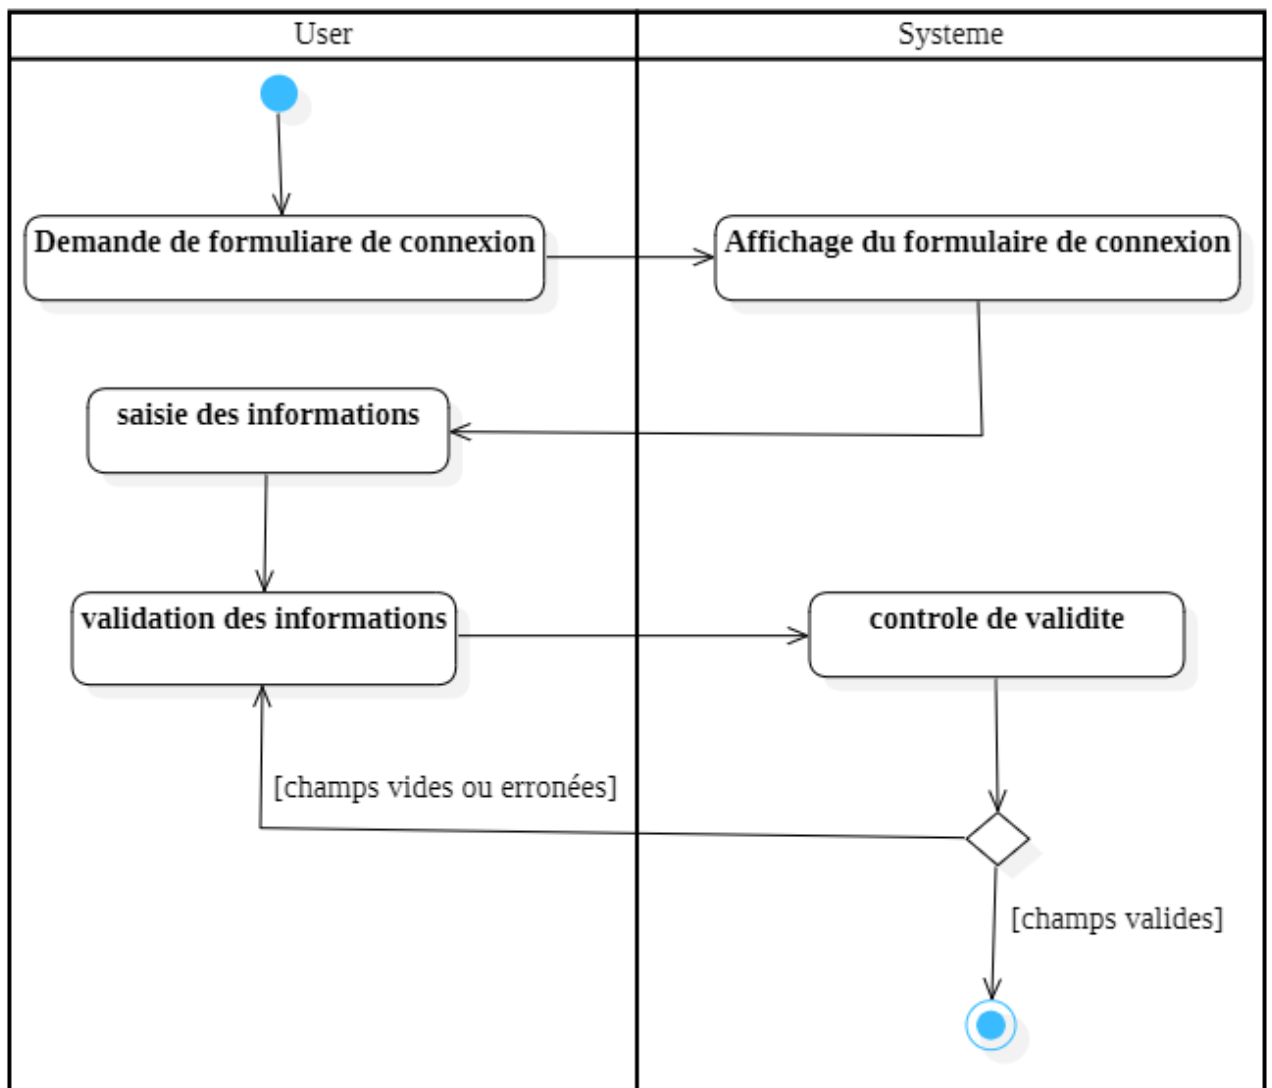 User
Systeme
Demande de formuliare de connexion
Affichage du formulaire de connexion
saisie des informations
validation des informations
controle de validite
[champs vides ou erronées]
[champs valides]